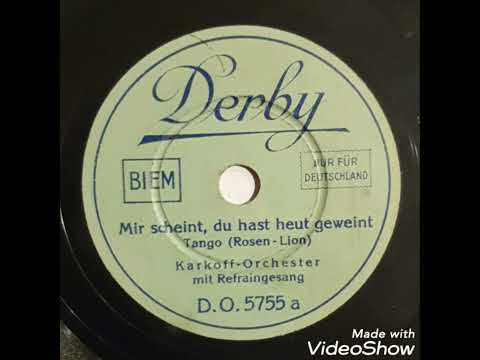 Derby
BIEM
NUR FÜR
DEUTSCHLAND
Mir scheint, du hast heut geweint
Tango (Rosen-Lion)
Karkoff-Orchester
mit Refraingesang
D.O. 5755 a
Made with
VideoShow